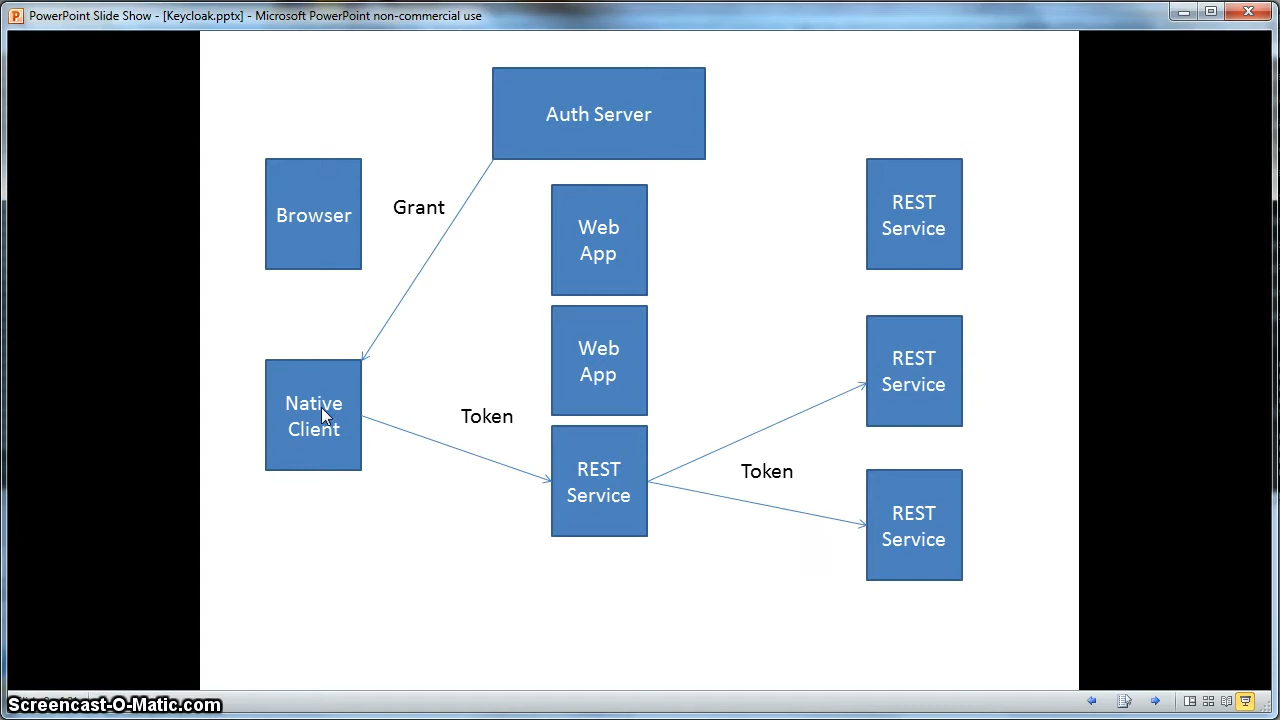 PowerPoint Slide Show - [Keycloak.pptx] - Microsoft PowerPoint non-commercial use
Auth Server
Browser
Grant
Web
App
REST
Service
Web
App
REST
Service
Native
Client
Token
REST
Service
Token
REST
Service
Screencast-O-Matic.com